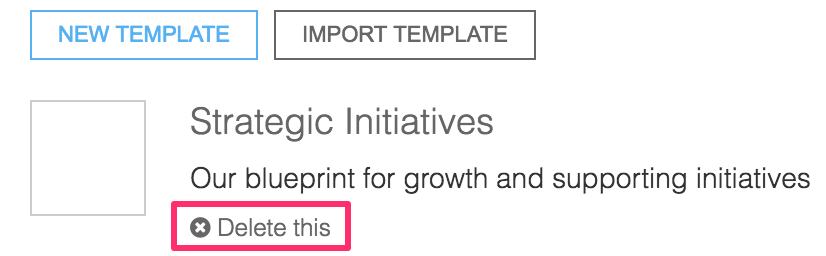 NEW TEMPLATE IMPORT TEMPLATE
Strategic Initiatives
Our blueprint for growth and supporting initiatives
Delete this